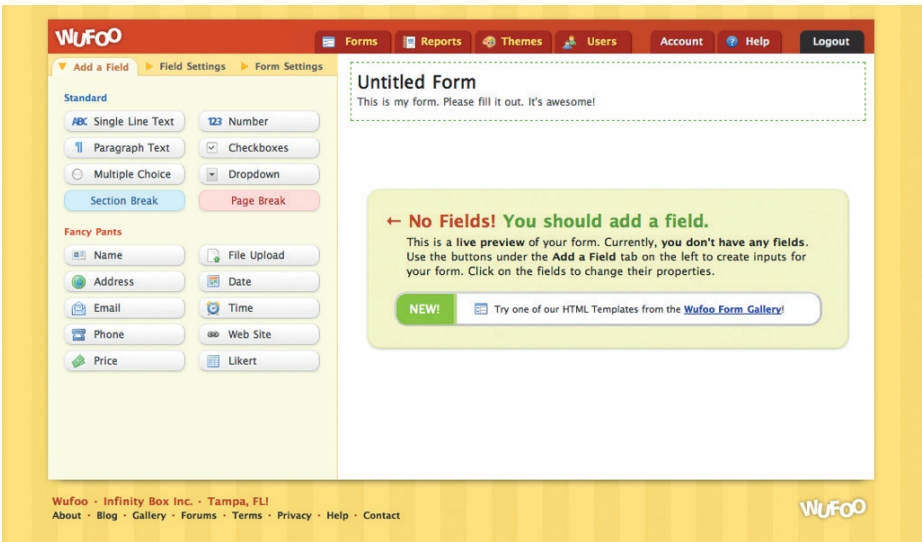 WUFOO
Forms Reports Themes Users Account Help Logout
Add a Field Field Settings Form Settings
Standard
ABC Single Line Text 123 Number
Paragraph Text Checkboxes
Multiple Choice Dropdown
Section Break Page Break
Fancy Pants
Name File Upload
Address Date
Email Time
Phone Web Site
Price Likert
Untitled Form
This is my form. Please fill it out. It's awesome!
← No Fields! You should add a field.
This is a live preview of your form. Currently, you don't have any fields.
Use the buttons under the Add a Field tab on the left to create inputs for
your form. Click on the fields to change their properties.
NEW! Try one of our HTML Templates from the Wufoo Form Gallery!
Wufoo · Infinity Box Inc. · Tampa, FL!
About · Blog · Gallery · Forums · Terms · Privacy · Help · Contact
WUFOO